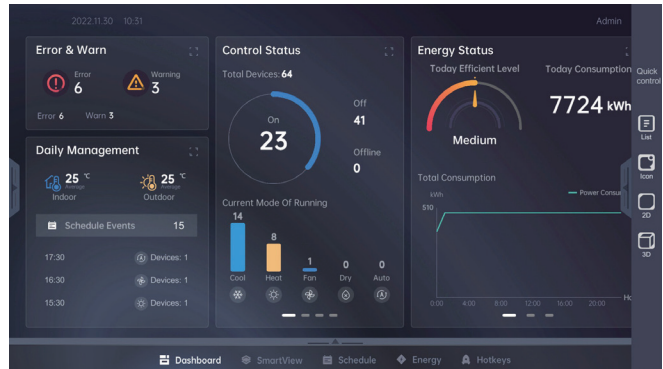 2022.11.30 10:31
Admin
Error & Warn
Error
6
Warning
3
Error 6 Warn 3
Daily Management
25 °C
Average
Indoor
25 °C
Average
Outdoor
Schedule Events 15
17:30 Devices: 1
16:30 Devices: 1
15:30 Devices: 1
Control Status
Total Devices: 64
On
23
Off
41
Offline
0
Current Mode Of Running
14 8 1 0 0
Cool Heat Fan Dry Auto
Energy Status
Today Efficient Level
Medium
Today Consumption
7724 kWh
Total Consumption
kWh
Power Consu
510
0:00 4:00 8:00 12:00 16:00 20:00 Ho
Quick
control
List
Icon
2D
3D
Dashboard SmartView Schedule Energy Hotkeys